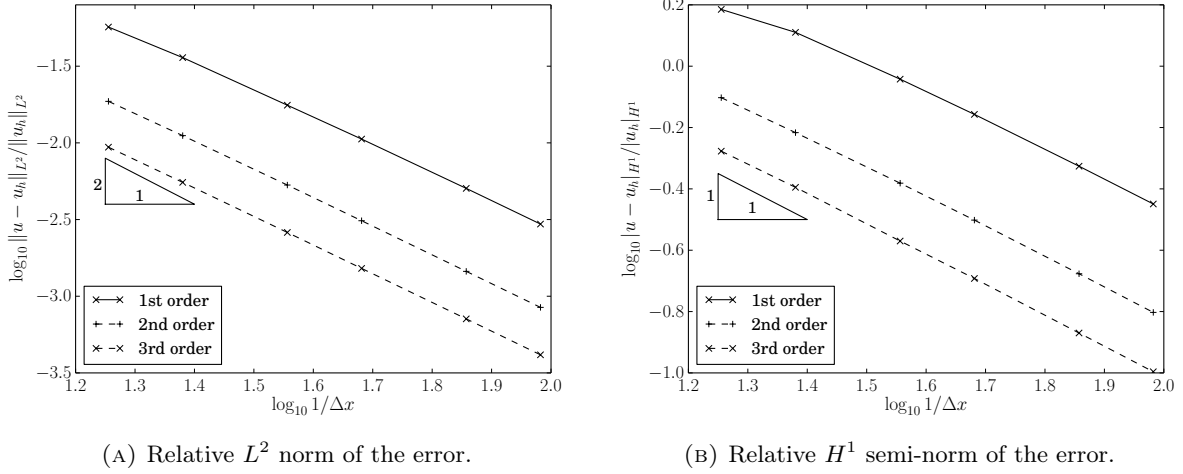 −1.5
−2.0
−2.5
−3.0
−3.5
1.2 1.3 1.4 1.5 1.6 1.7 1.8 1.9 2.0
log₁₀ 1/Δx
log₁₀ ‖u − u_h‖_{L²}/‖u_h‖_{L²}
2
1
1st order
2nd order
3rd order
(A) Relative L² norm of the error.
0.2
0.0
−0.2
−0.4
−0.6
−0.8
−1.0
1.2 1.3 1.4 1.5 1.6 1.7 1.8 1.9 2.0
log₁₀ 1/Δx
log₁₀ |u − u_h|_{H¹}/|u_h|_{H¹}
1
1
1st order
2nd order
3rd order
(B) Relative H¹ semi-norm of the error.